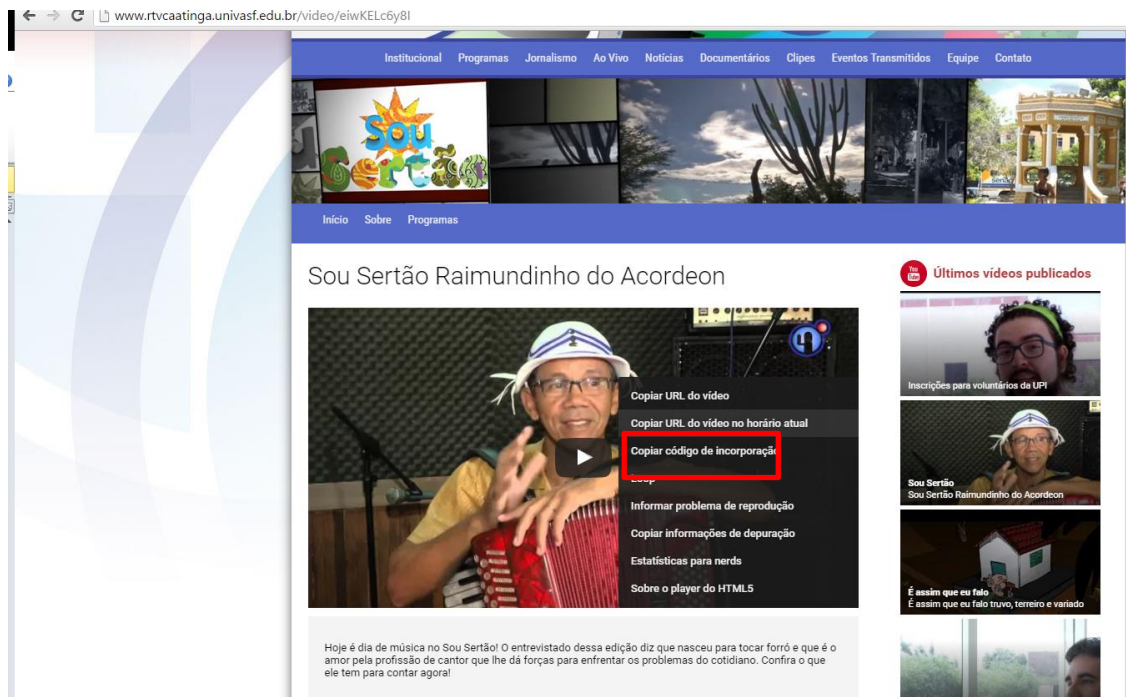 www.rtvcaatinga.univasf.edu.br/video/eiwKELc6y8I
Institucional Programas Jornalismo Ao Vivo Notícias Documentários Clipes Eventos Transmitidos Equipe Contato
Sou
Sertão
Início Sobre Programas
Sou Sertão Raimundinho do Acordeon
You
Tube
Últimos vídeos publicados
4
Copiar URL do vídeo
Copiar URL do vídeo no horário atual
Copiar código de incorporação
Loop
Informar problema de reprodução
Copiar informações de depuração
Estatísticas para nerds
Sobre o player do HTML5
Inscrições para voluntários da UPI
Sou Sertão
Sou Sertão Raimundinho do Acordeon
É assim que eu falo
É assim que eu falo truvo, terreiro e variado
Hoje é dia de música no Sou Sertão! O entrevistado dessa edição diz que nasceu para tocar forró e que é o
amor pela profissão de cantor que lhe dá forças para enfrentar os problemas do cotidiano. Confira o que
ele tem para contar agora!